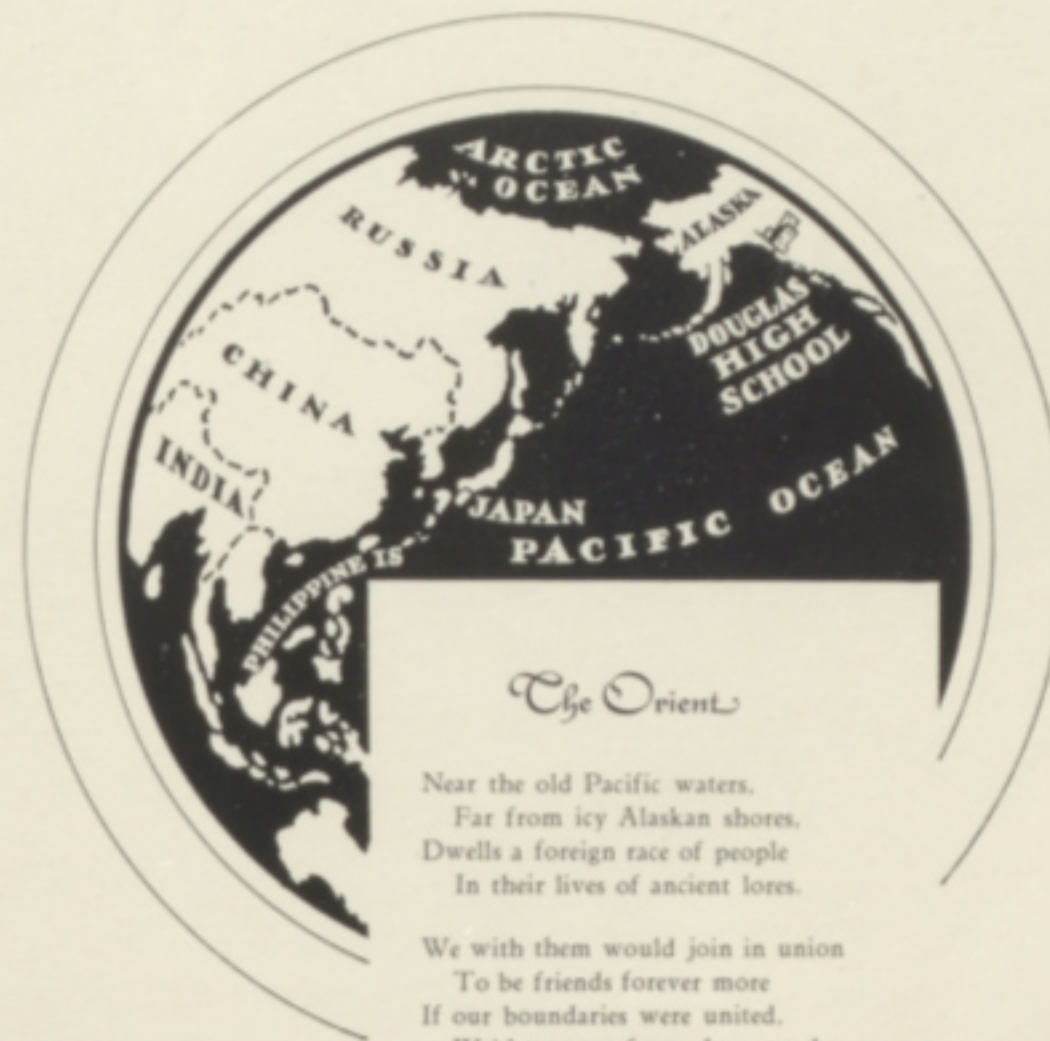 ARCTIC
OCEAN
RUSSIA
ALASKA
DOUGLAS
HIGH
SCHOOL
CHINA
INDIA
JAPAN
PACIFIC OCEAN
PHILIPPINE IS
The Orient
Near the old Pacific waters,
Far from icy Alaskan shores,
Dwells a foreign race of people
In their lives of ancient lores.
We with them would join in union
To be friends forever more
If our boundaries were united,